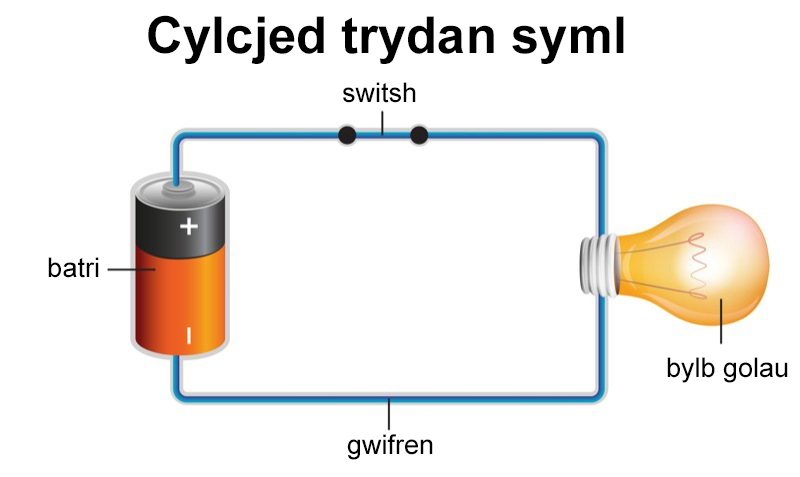 Cylcjed trydan syml
switsh
+
batri
I
bylb golau
gwifren